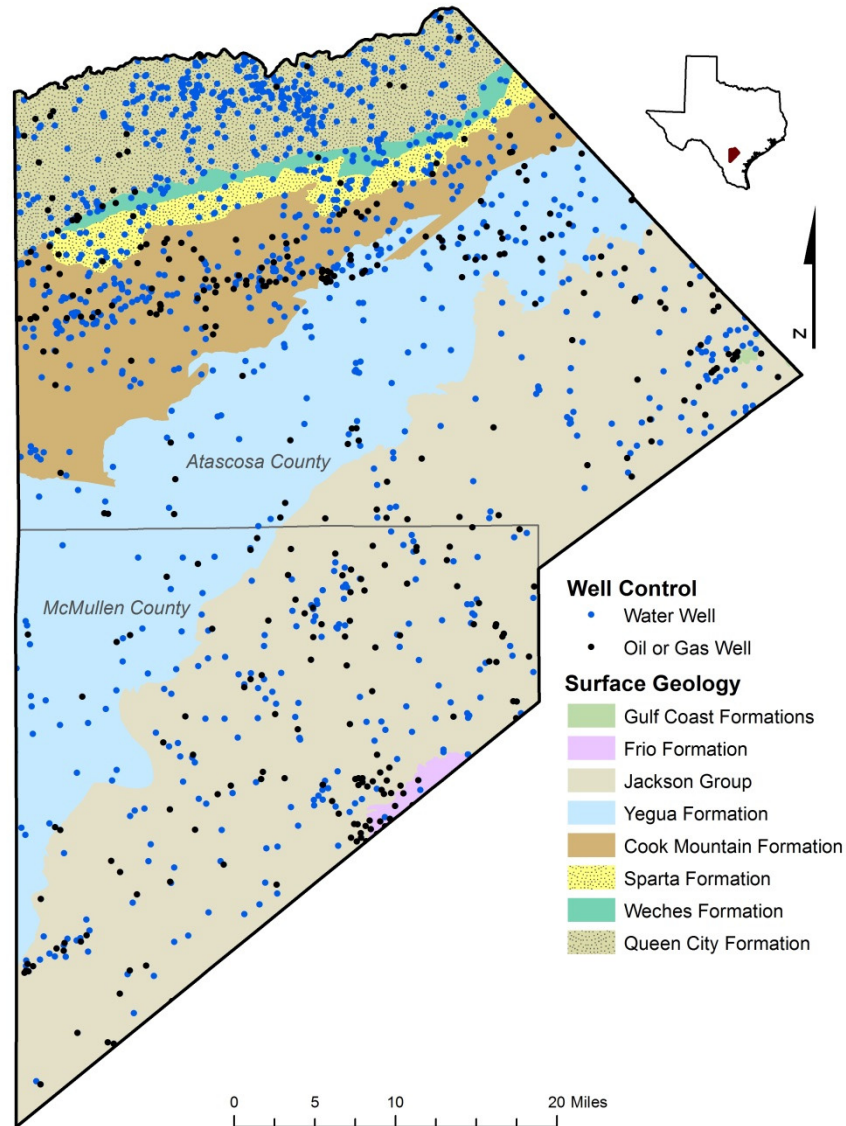 Atascosa County
McMullen County
N
Well Control
Water Well
Oil or Gas Well
Surface Geology
Gulf Coast Formations
Frio Formation
Jackson Group
Yegua Formation
Cook Mountain Formation
Sparta Formation
Weches Formation
Queen City Formation
0 5 10 20 Miles